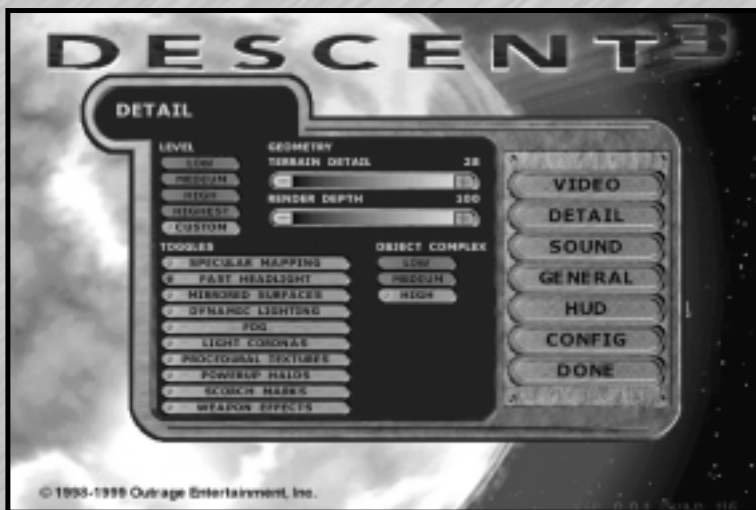 DESCENT 3
DETAIL
LEVEL
LOW
MEDIUM
HIGH
HIGHEST
CUSTOM
GEOMETRY
TERRAIN DETAIL 28
RENDER DEPTH 100
TOGGLES
SPECULAR MAPPING
FAST HEADLIGHT
MIRRORED SURFACES
DYNAMIC LIGHTING
FOG
LIGHT CORONAS
PROCEDURAL TEXTURES
POWERUP HALOS
SCORCH MARKS
WEAPON EFFECTS
OBJECT COMPLEX
LOW
MEDIUM
HIGH
VIDEO
DETAIL
SOUND
GENERAL
HUD
CONFIG
DONE
© 1998-1999 Outrage Entertainment, Inc.